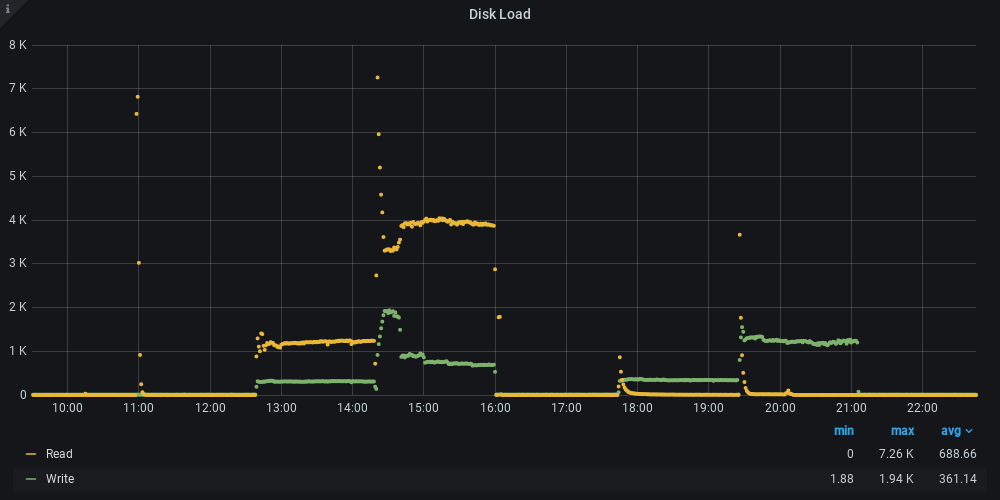 i
Disk Load
8 K
7 K
6 K
5 K
4 K
3 K
2 K
1 K
0
10:00 11:00 12:00 13:00 14:00 15:00 16:00 17:00 18:00 19:00 20:00 21:00 22:00
min max avg
Read 0 7.26 K 688.66
Write 1.88 1.94 K 361.14